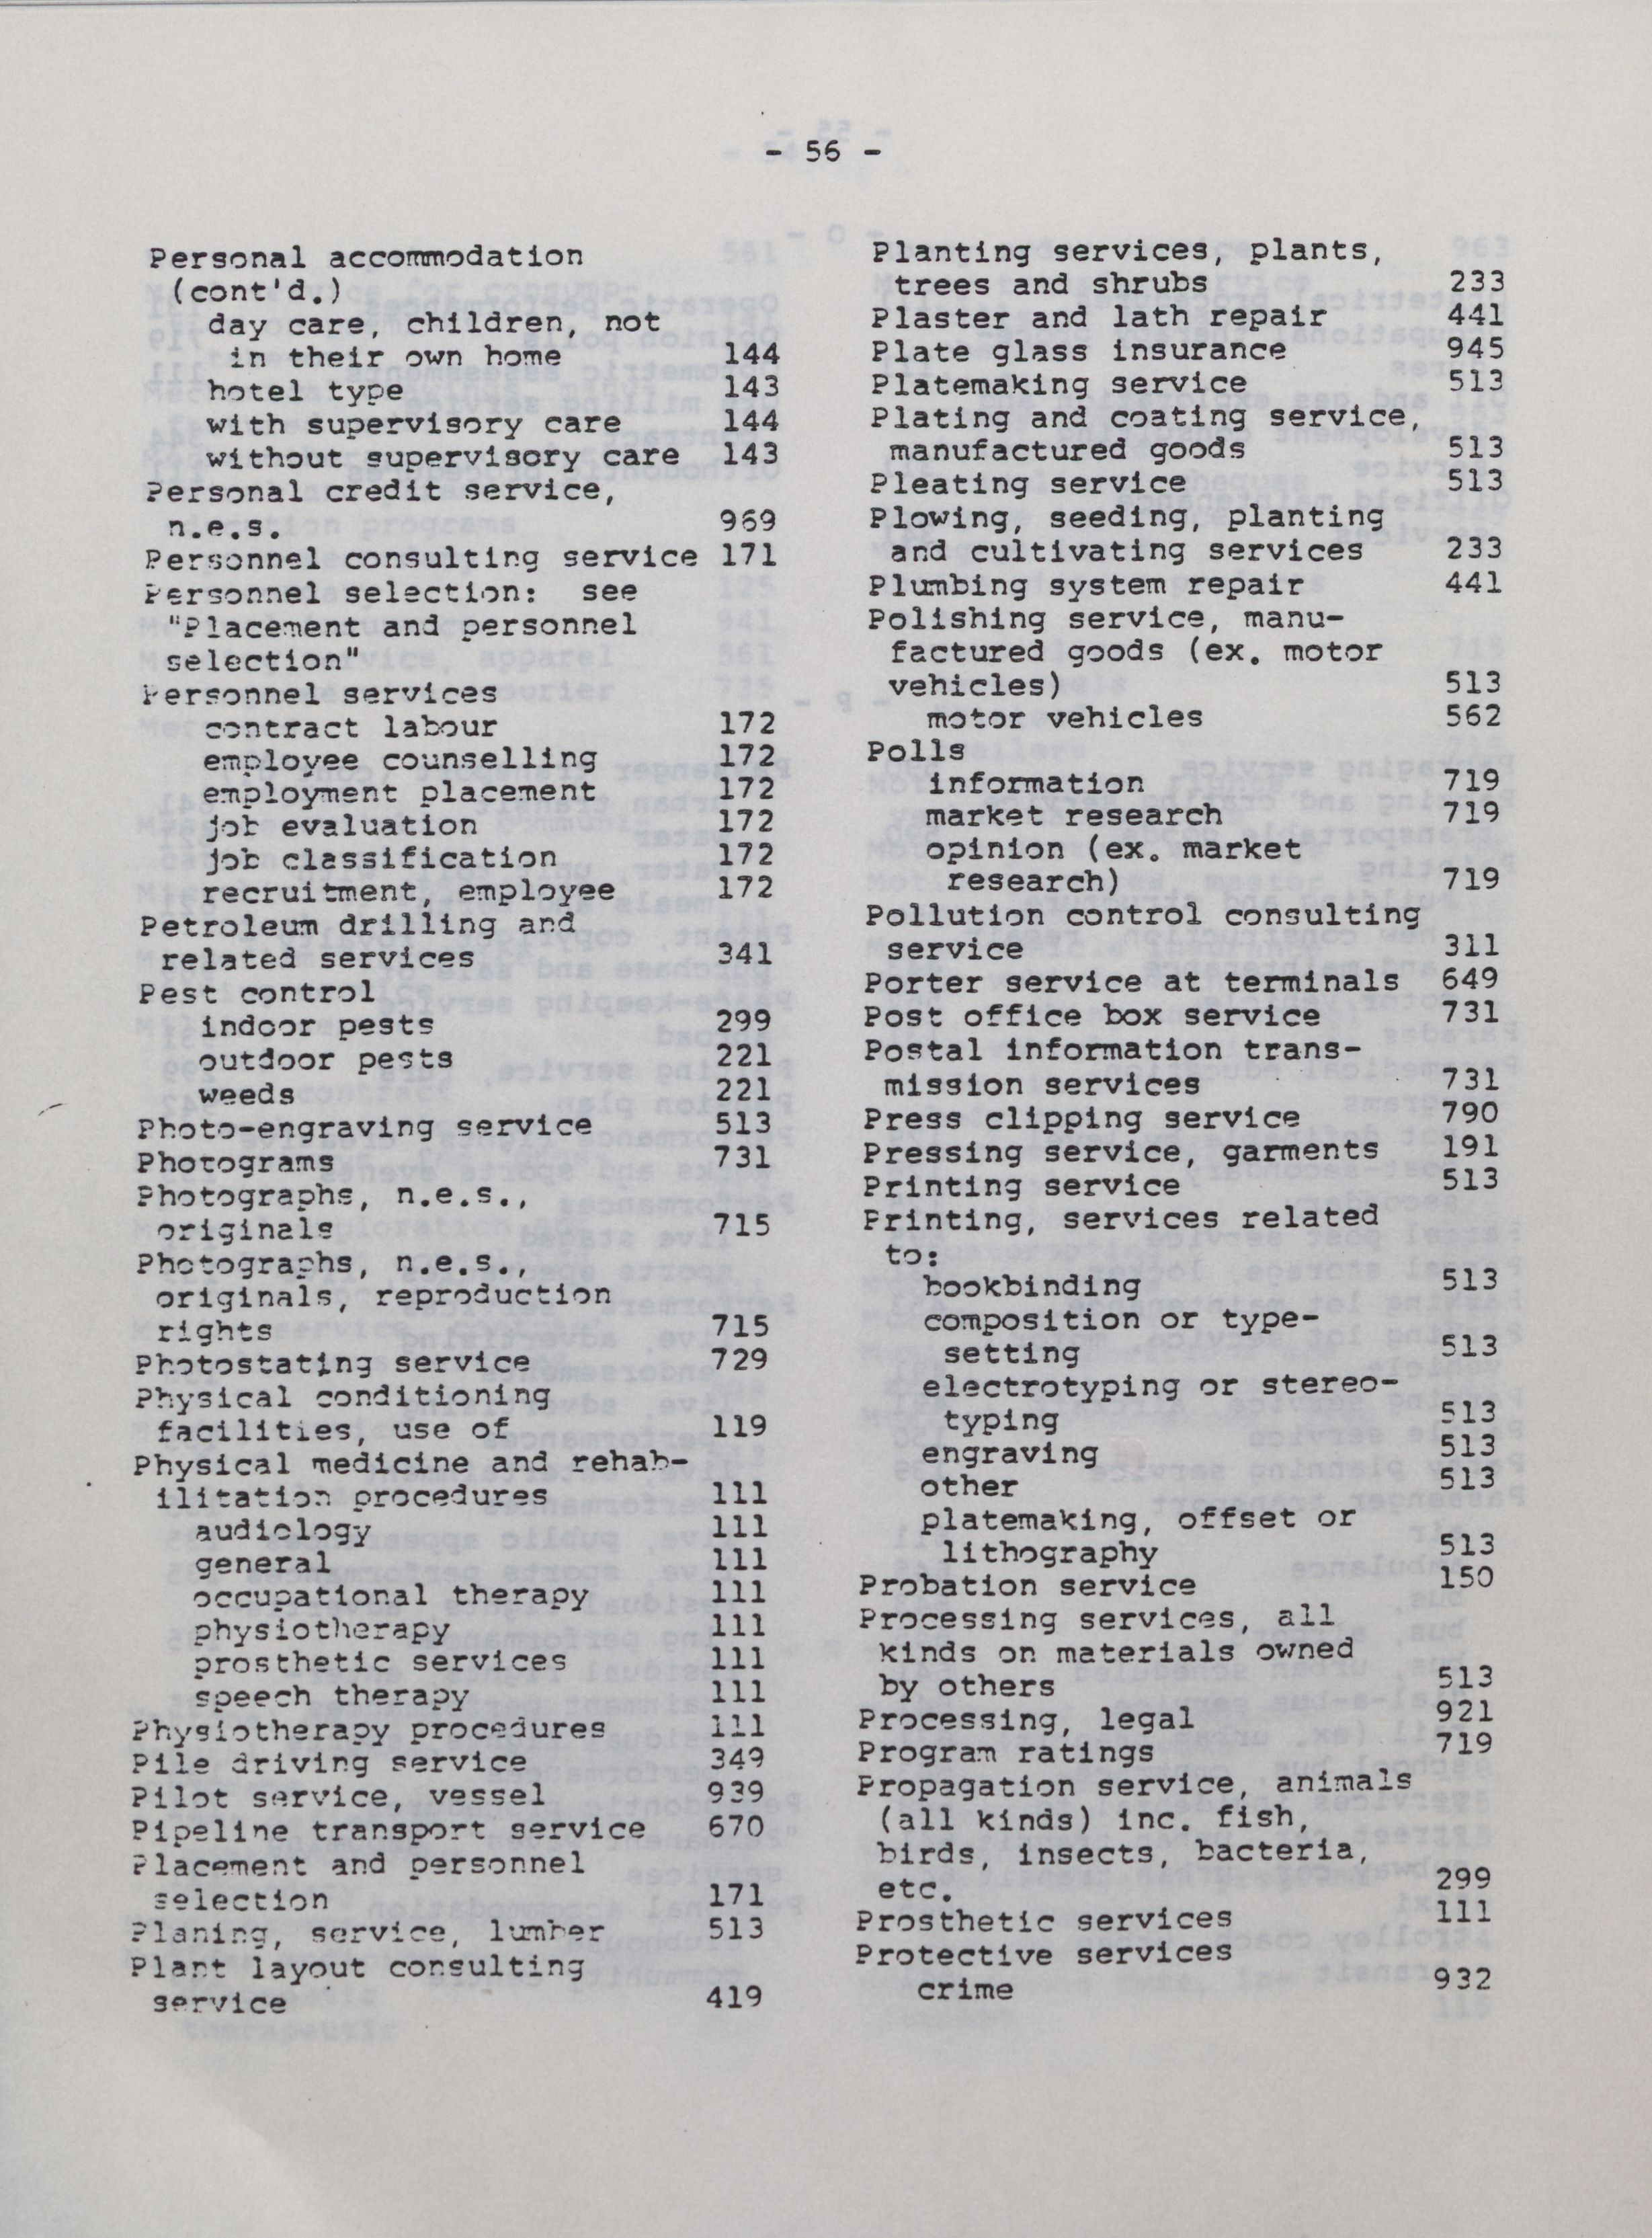 - 56 -
Personal accommodation
(cont'd.)
day care, children, not
in their own home 144
hotel type 143
with supervisory care 144
without supervisory care 143
Personal credit service,
n.e.s. 969
Personnel consulting service 171
Personnel selection: see
"Placement and personnel
selection"
Personnel services
contract labour 172
employee counselling 172
employment placement 172
job evaluation 172
job classification 172
recruitment, employee 172
Petroleum drilling and
related services 341
Pest control
indoor pests 299
outdoor pests 221
weeds 221
Photo-engraving service 513
Photograms 731
Photographs, n.e.s.,
originals 715
Photographs, n.e.s.,
originals, reproduction
rights 715
Photostating service 729
Physical conditioning
facilities, use of 119
Physical medicine and rehab-
ilitation procedures 111
audiology 111
general 111
occupational therapy 111
physiotherapy 111
prosthetic services 111
speech therapy 111
Physiotherapy procedures 111
Pile driving service 349
Pilot service, vessel 939
Pipeline transport service 670
Placement and personnel
selection 171
Planing, service, lumber 513
Plant layout consulting
service 419
Planting services, plants,
trees and shrubs 233
Plaster and lath repair 441
Plate glass insurance 945
Platemaking service 513
Plating and coating service,
manufactured goods 513
Pleating service 513
Plowing, seeding, planting
and cultivating services 233
Plumbing system repair 441
Polishing service, manu-
factured goods (ex. motor
vehicles) 513
motor vehicles 562
Polls
information 719
market research 719
opinion (ex. market
research) 719
Pollution control consulting
service 311
Porter service at terminals 649
Post office box service 731
Postal information trans-
mission services 731
Press clipping service 790
Pressing service, garments 191
Printing service 513
Printing, services related
to:
bookbinding 513
composition or type-
setting 513
electrotyping or stereo-
typing 513
engraving 513
other 513
platemaking, offset or
lithography 513
Probation service 150
Processing services, all
kinds on materials owned
by others 513
Processing, legal 921
Program ratings 719
Propagation service, animals
(all kinds) inc. fish,
birds, insects, bacteria,
etc. 299
Prosthetic services 111
Protective services
crime 932